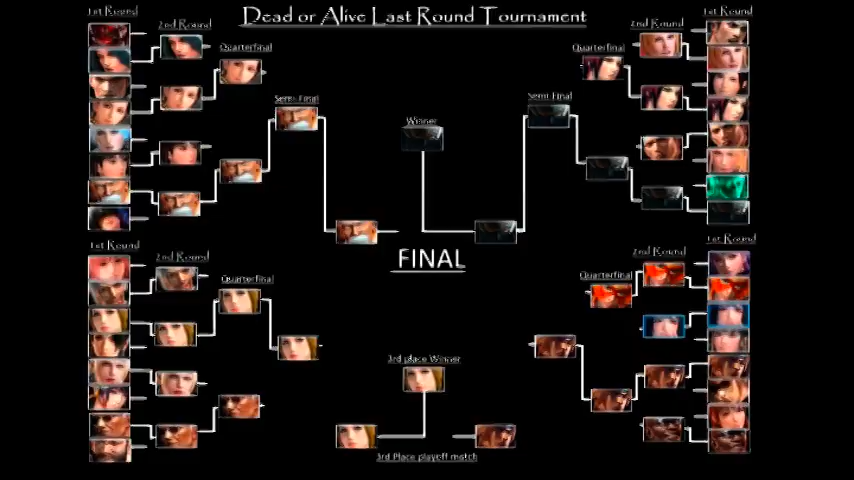 Dead or Alive Last Round Tournament
1st Round
2nd Round
Quarterfinal
Semi Final
Winner
Semi Final
Quarterfinal
2nd Round
1st Round
FINAL
1st Round
2nd Round
Quarterfinal
3rd place Winner
3rd Place playoff match
Quarterfinal
2nd Round
1st Round